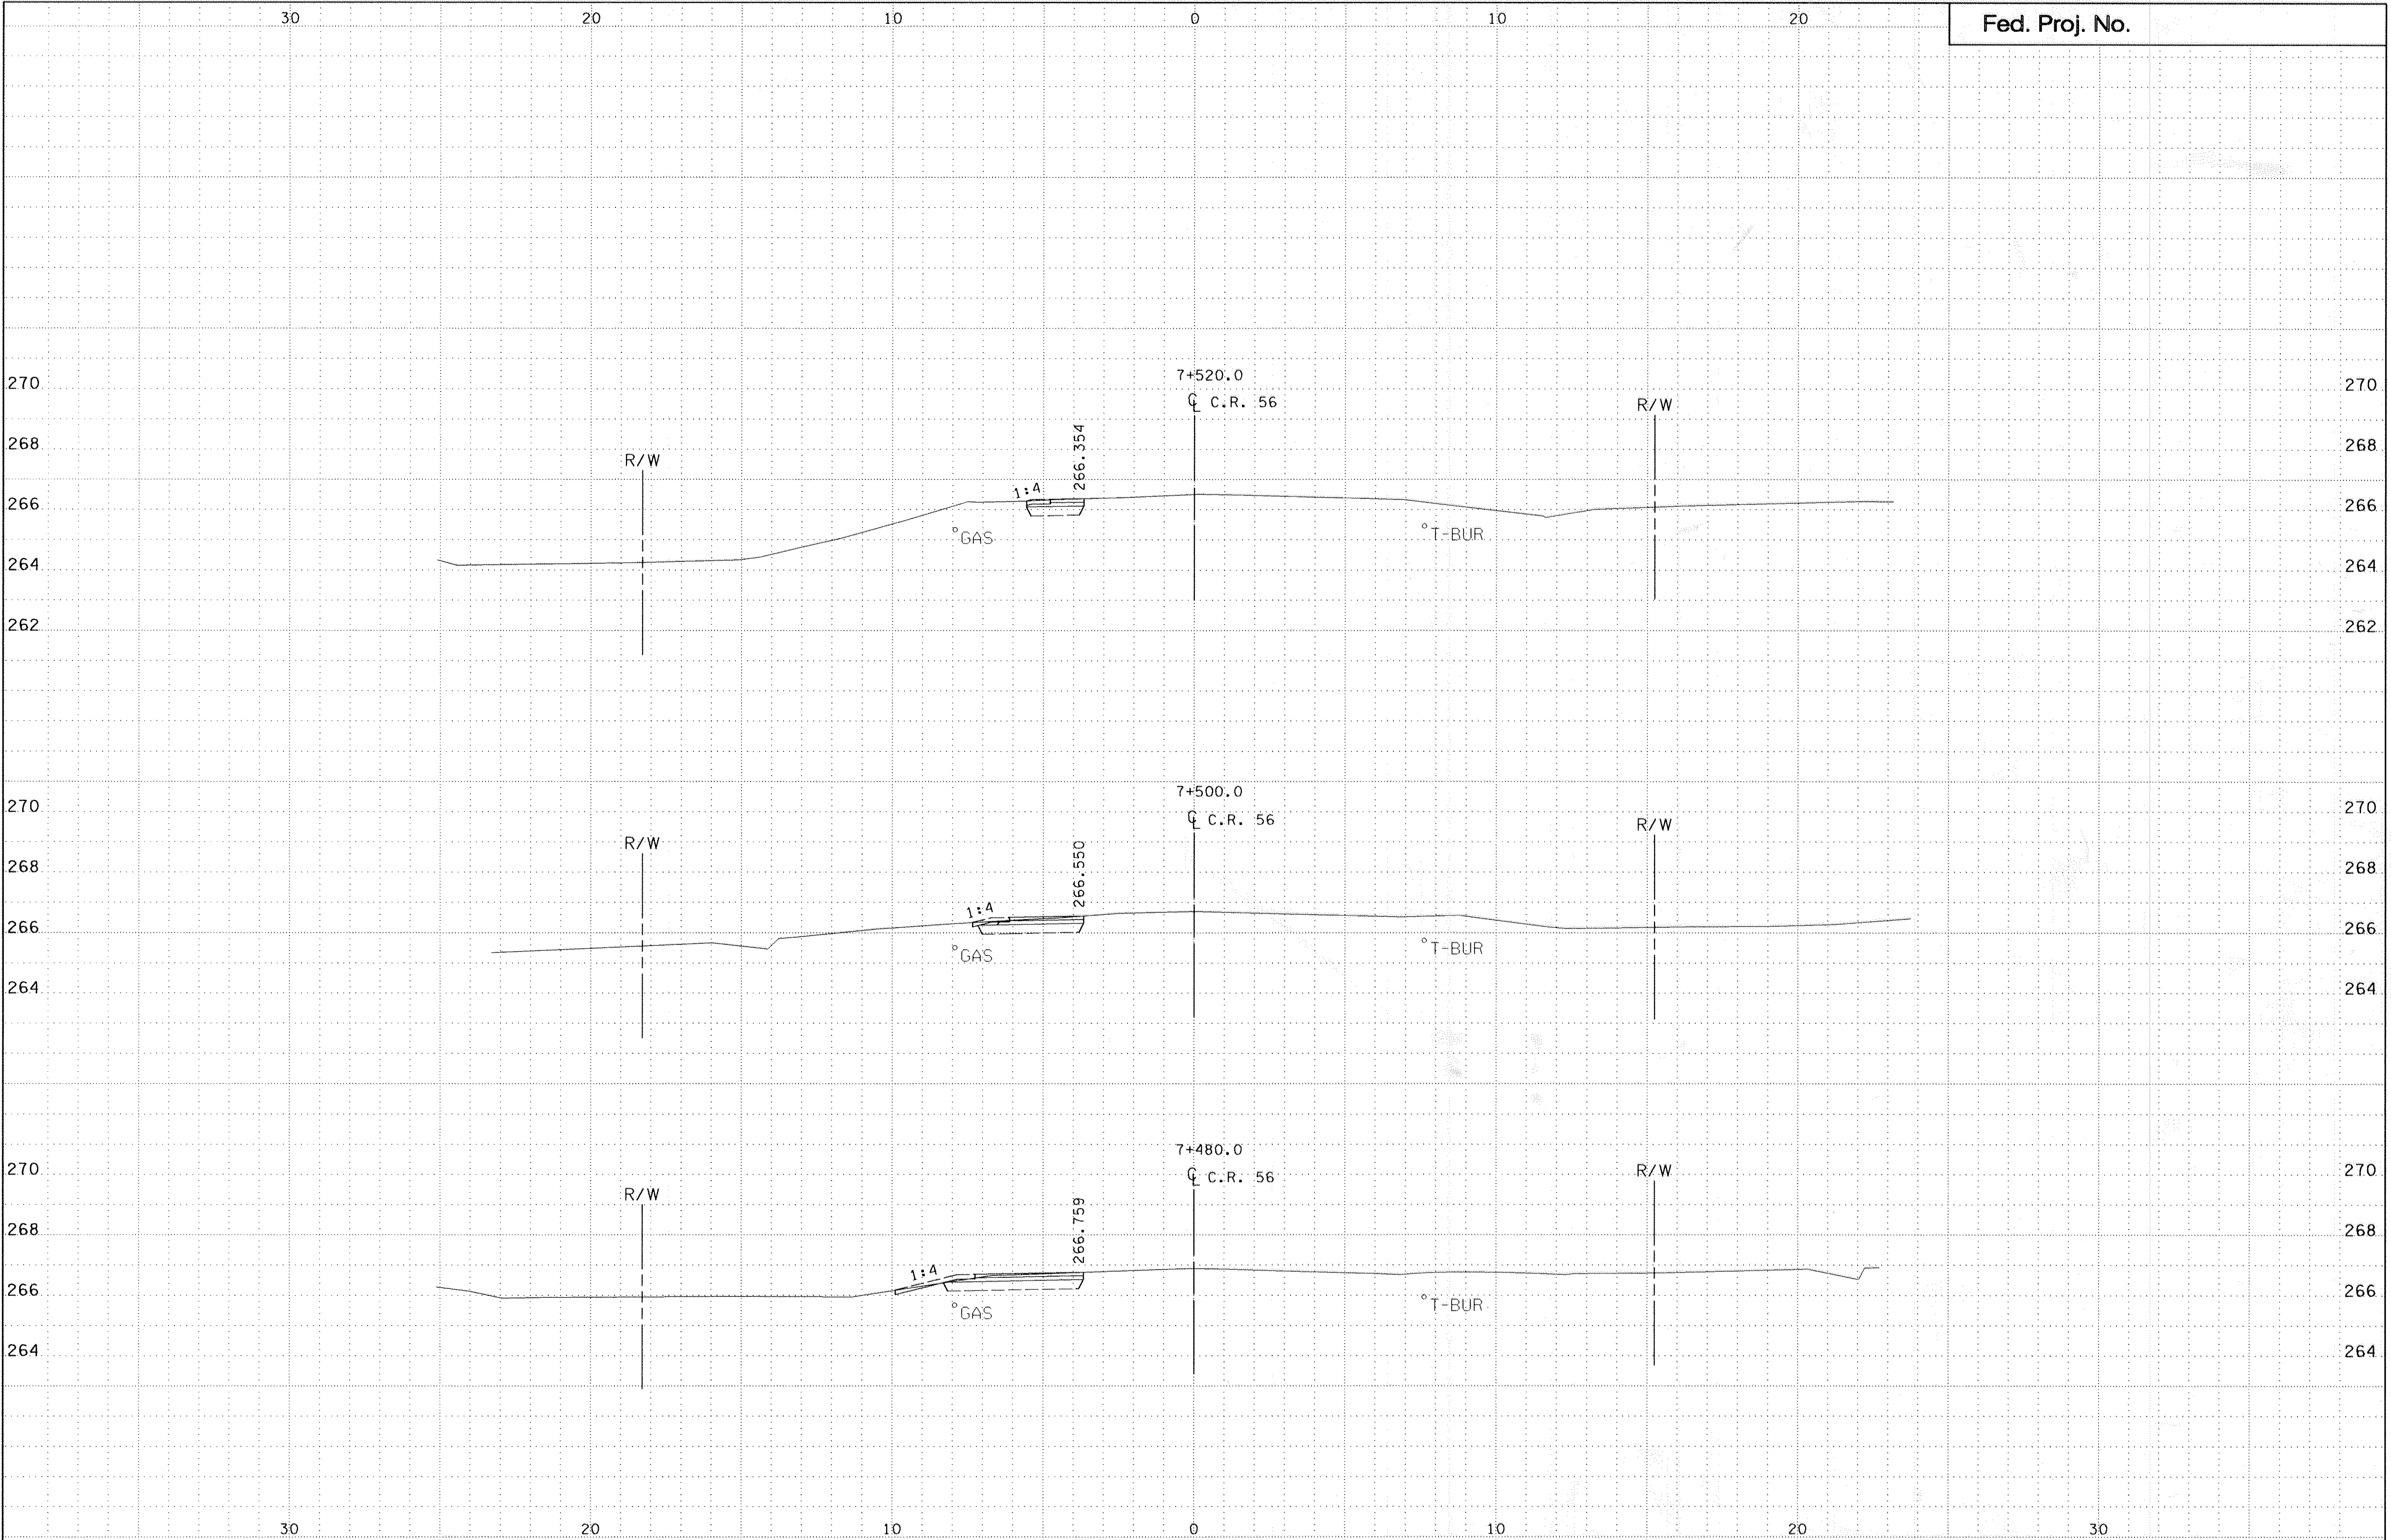 30 20 10 0 10 20 30
Fed. Proj. No.
7+520.0
270 270
℄ C.R. 56
R/W
268 268
266.354
R/W
1:4
266 266
GAS
T-BUR
264 264
262 262
7+500.0
270 270
℄ C.R. 56
R/W
R/W
268 268
266.550
1:4
266 266
GAS
T-BUR
264 264
7+480.0
270 270
℄ C.R. 56
R/W
R/W
268 268
266.759
1:4
266 266
GAS
T-BUR
264 264
30 20 10 0 10 20 30